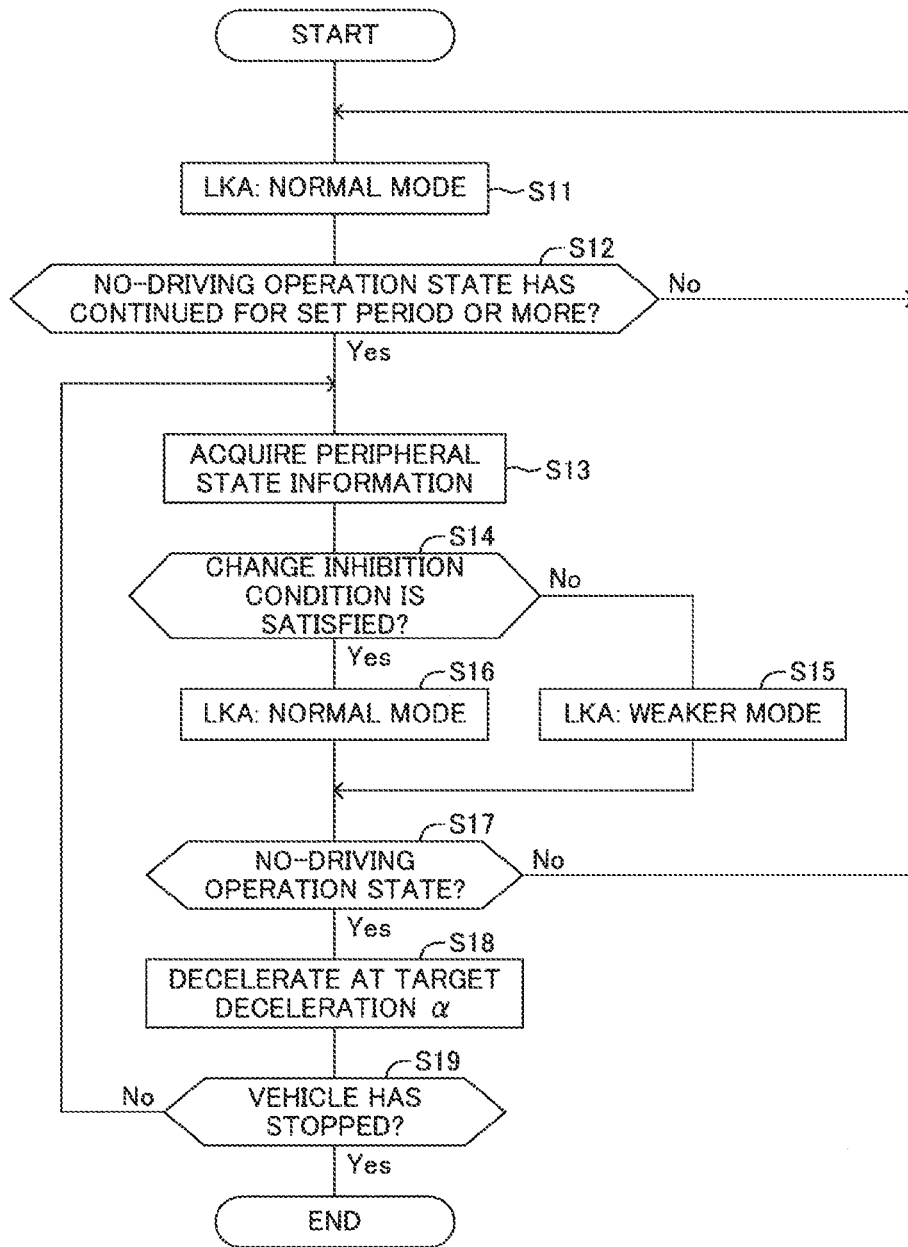 START
LKA: NORMAL MODE
S11
S12
NO-DRIVING OPERATION STATE HAS
CONTINUED FOR SET PERIOD OR MORE?
No
Yes
ACQUIRE PERIPHERAL
STATE INFORMATION
S13
S14
CHANGE INHIBITION
CONDITION IS
SATISFIED?
No
Yes
S16
LKA: NORMAL MODE
S15
LKA: WEAKER MODE
S17
NO-DRIVING
OPERATION STATE?
No
Yes
S18
DECELERATE AT TARGET
DECELERATION α
S19
No
VEHICLE HAS
STOPPED?
Yes
END